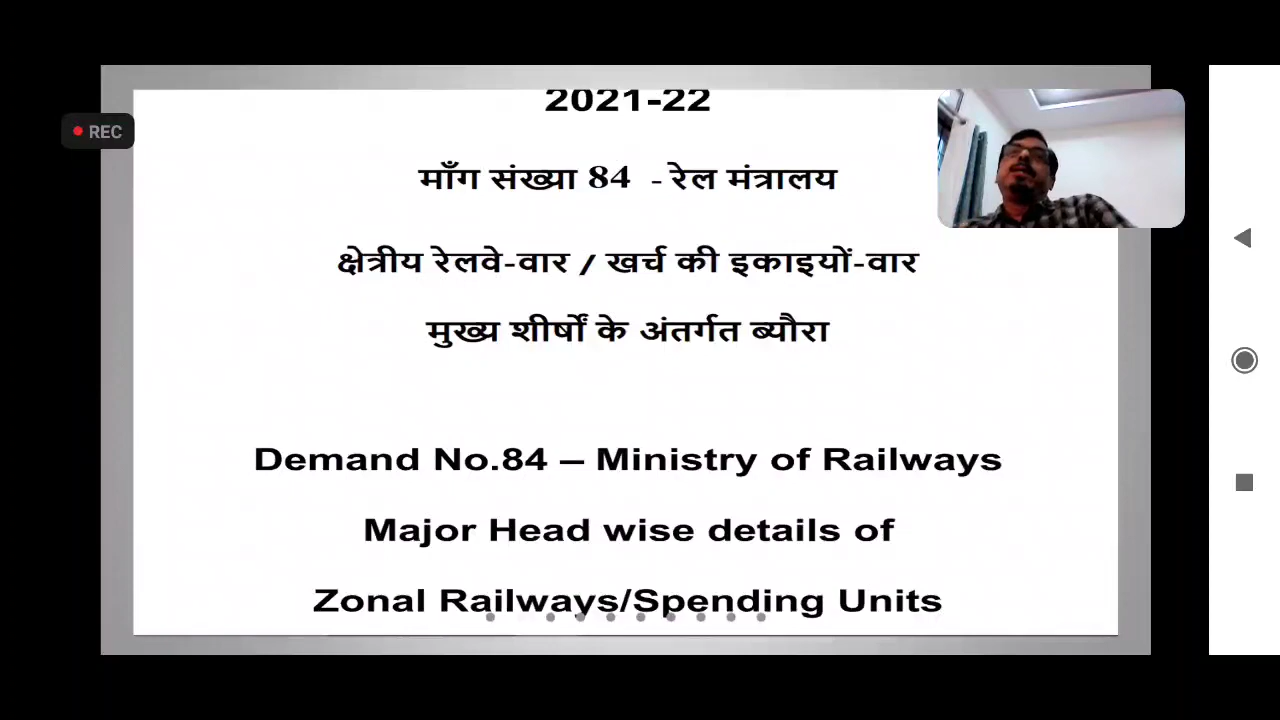 2021-22
REC
माँग संख्या 84 - रेल मंत्रालय
क्षेत्रीय रेलवे-वार / खर्च की इकाइयों-वार
मुख्य शीर्षों के अंतर्गत ब्यौरा
Demand No.84 – Ministry of Railways
Major Head wise details of
Zonal Railways/Spending Units